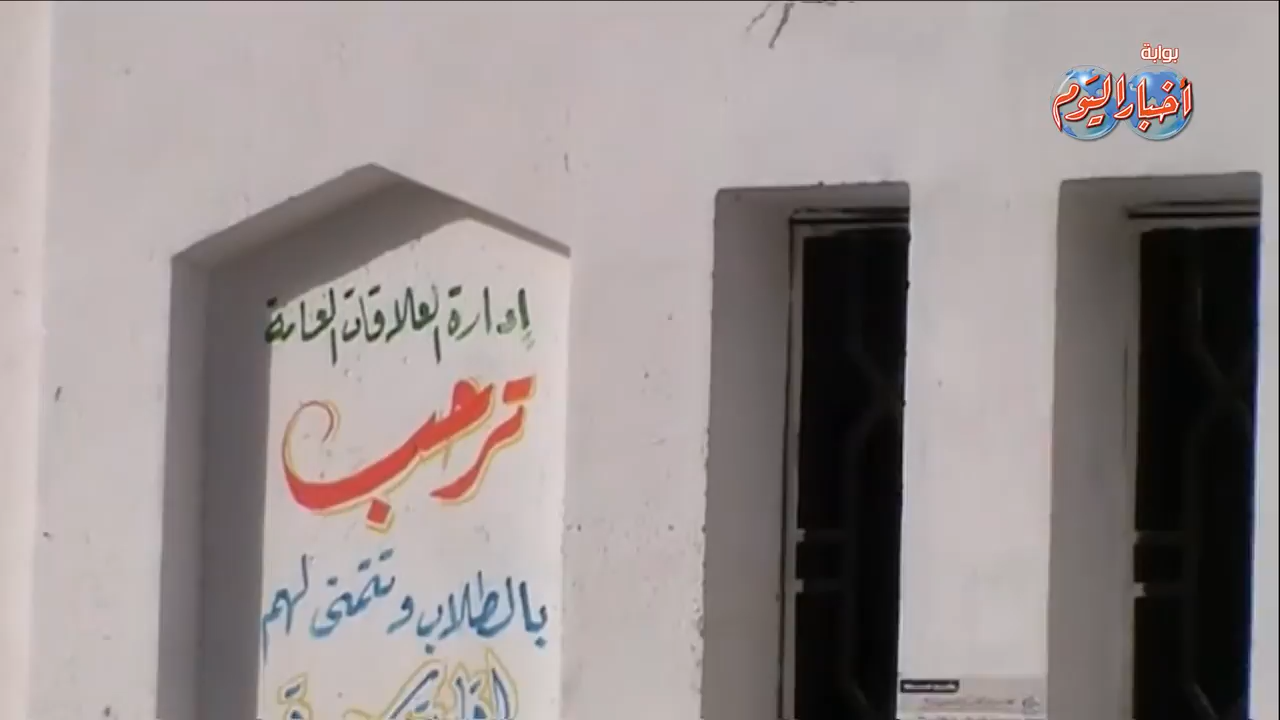 بوابة
أخبار اليوم
إدارة العلاقات العامة
ترحب
بالطلاب وتتمنى لهم